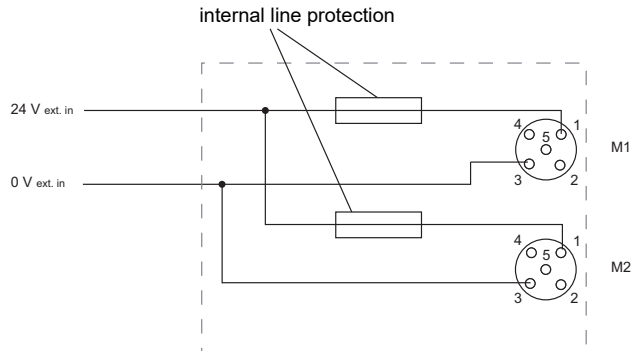 internal line protection
24 V ext. in
4 5 1
M1
3 2
0 V ext. in
4 5 1
M2
3 2